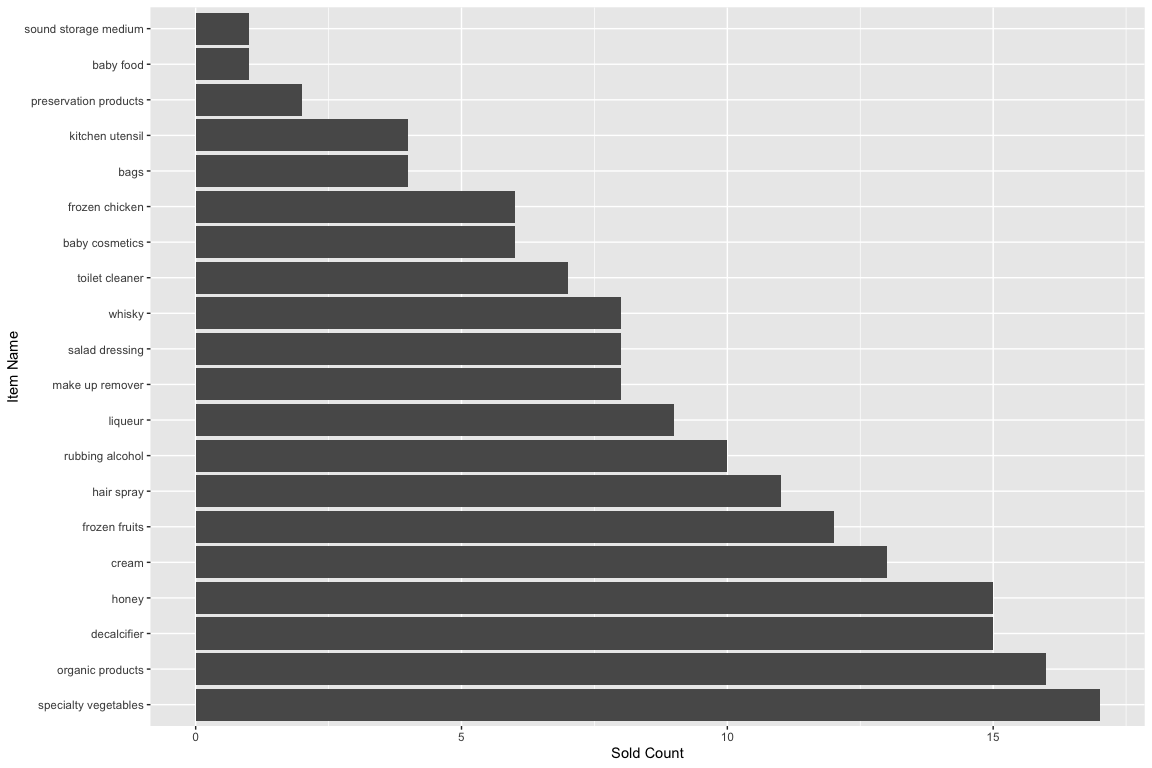 sound storage medium
baby food
preservation products
kitchen utensil
bags
frozen chicken
baby cosmetics
toilet cleaner
whisky
salad dressing
make up remover
liqueur
rubbing alcohol
hair spray
frozen fruits
cream
honey
decalcifier
organic products
specialty vegetables
Item Name
0 5 10 15
Sold Count